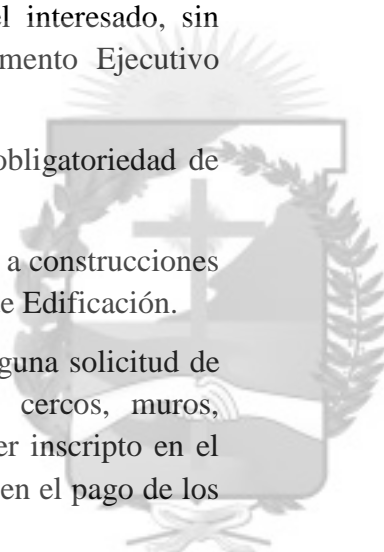 el interesado, sin
mento Ejecutivo
obligatoriedad de
a construcciones
e Edificación.
guna solicitud de
cercos, muros,
er inscripto en el
en el pago de los